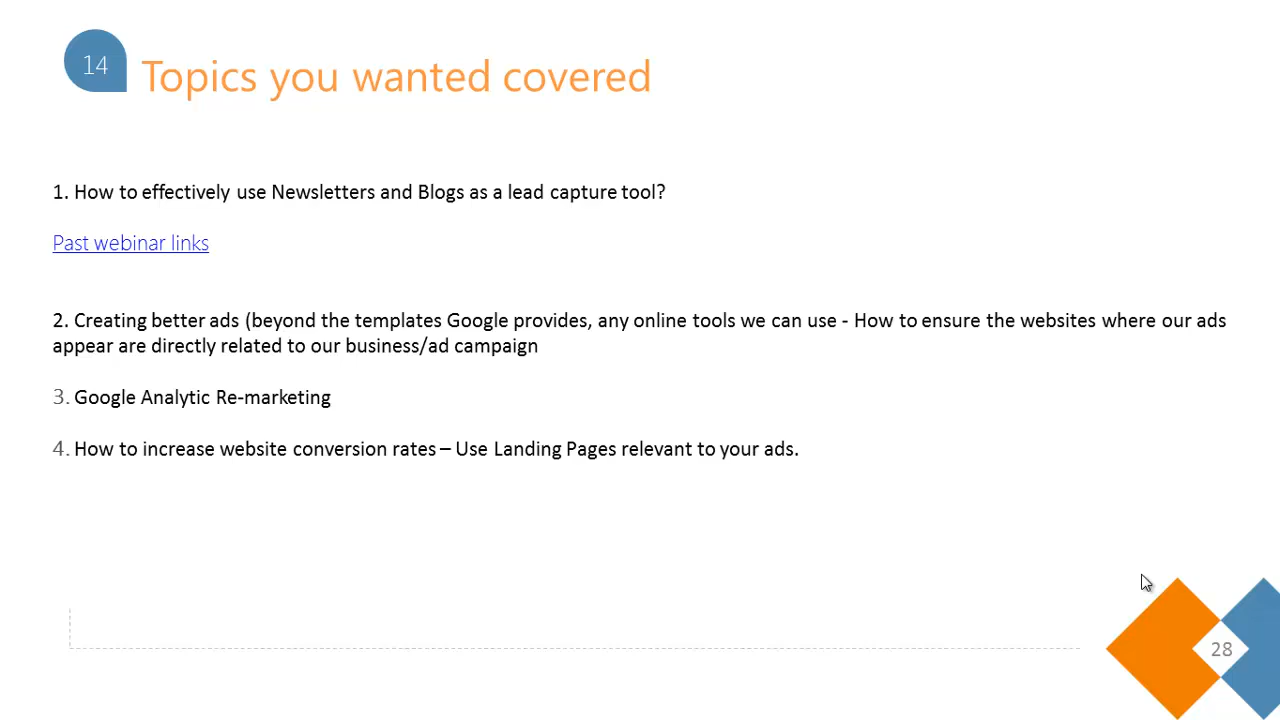 14
Topics you wanted covered
1. How to effectively use Newsletters and Blogs as a lead capture tool?
Past webinar links
2. Creating better ads (beyond the templates Google provides, any online tools we can use - How to ensure the websites where our ads
appear are directly related to our business/ad campaign
3. Google Analytic Re-marketing
4. How to increase website conversion rates – Use Landing Pages relevant to your ads.
28